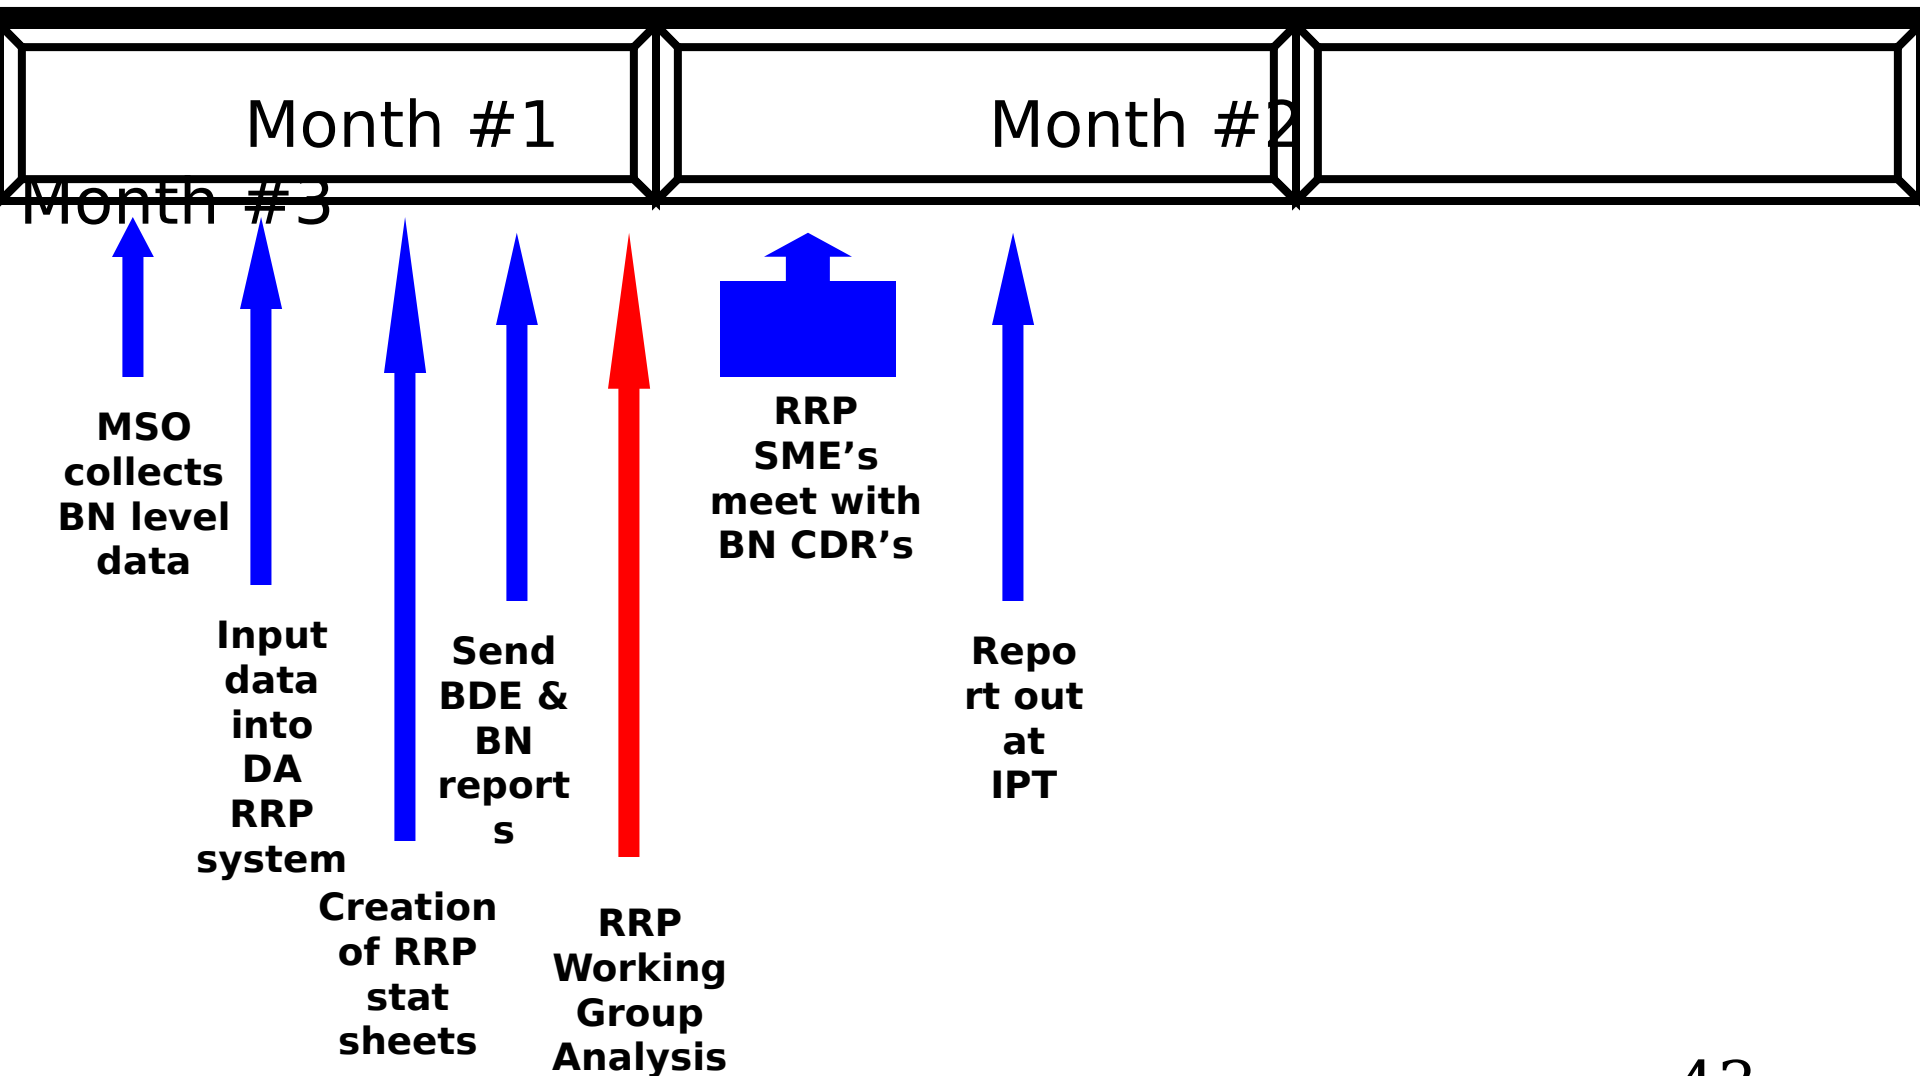 Month #1
Month #2
Month #3
MSO
collects
BN level
data
Input
data
into
DA
RRP
system
Creation
of RRP
stat
sheets
Send
BDE &
BN
report
s
RRP
Working
Group
Analysis
RRP
SME’s
meet with
BN CDR’s
Repo
rt out
at
IPT